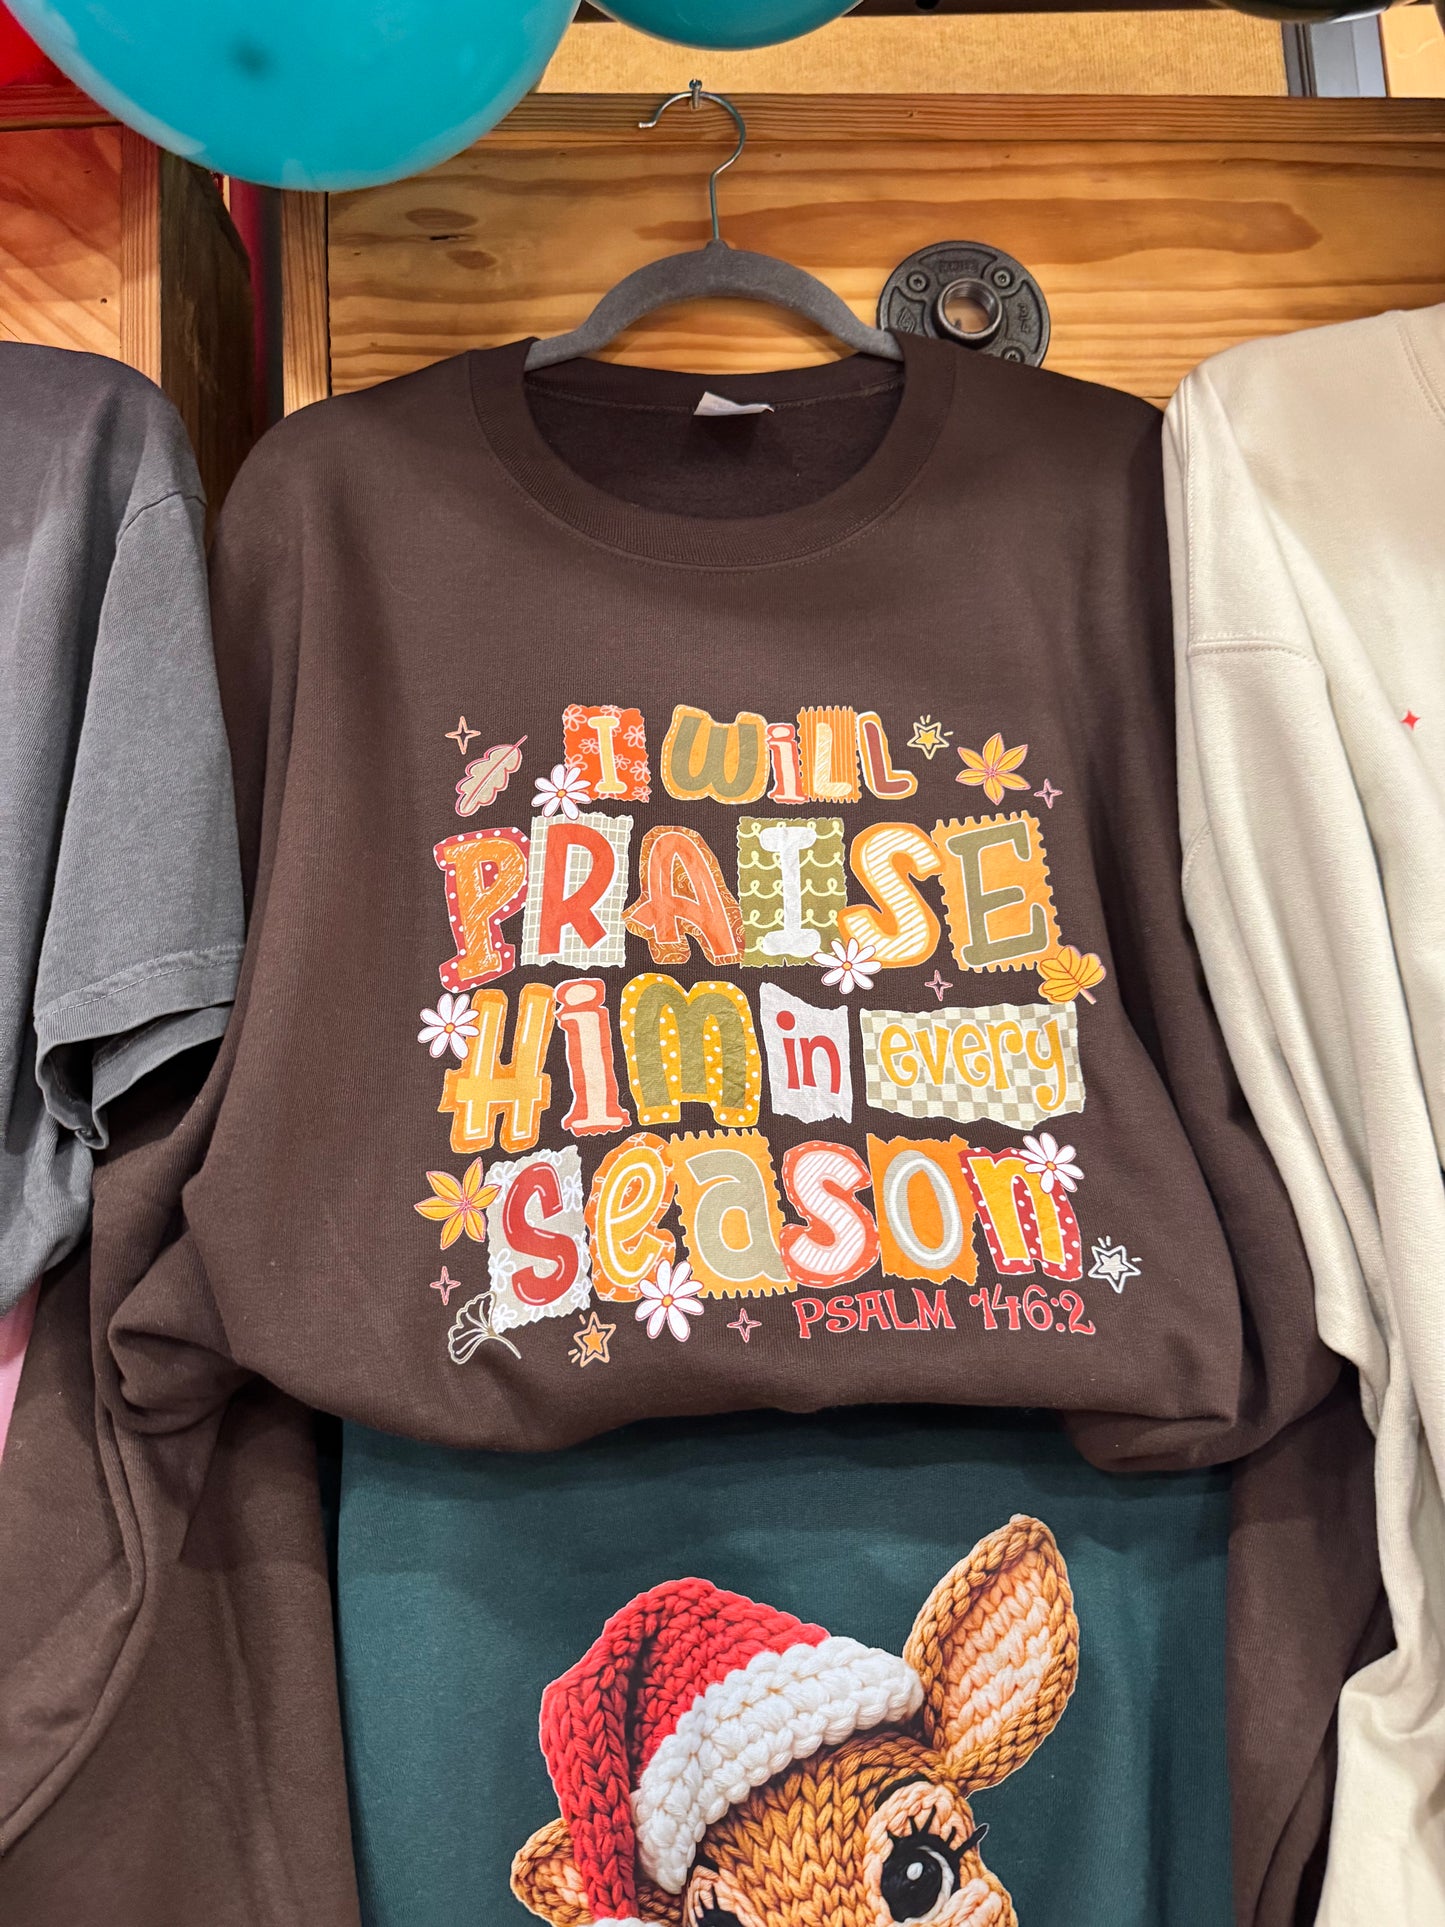 I WiLL
PRAISE
HiM in every
Season
PSALM 146:2